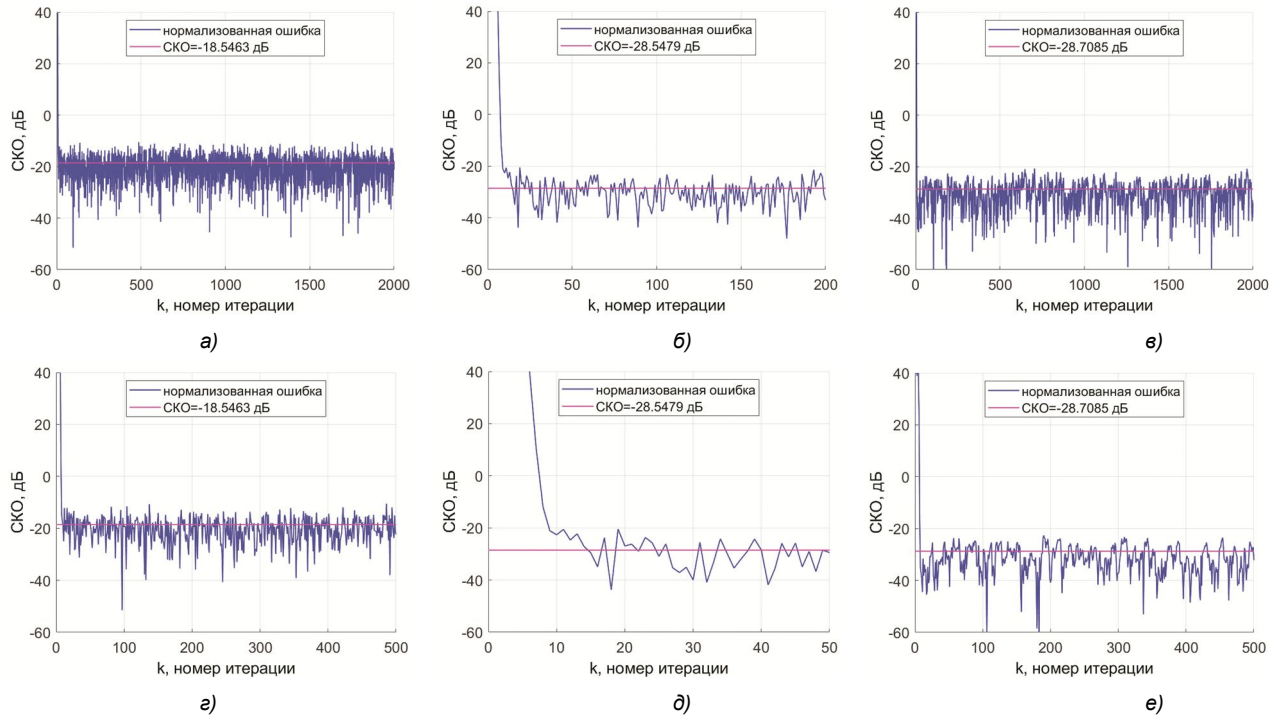 40
20
0
-20
-40
-60
СКО, дБ
нормализованная ошибка
СКО=-18.5463 дБ
0 500 1000 1500 2000
k, номер итерации
а)
40
20
0
-20
-40
-60
СКО, дБ
нормализованная ошибка
СКО=-28.5479 дБ
0 50 100 150 200
k, номер итерации
б)
40
20
0
-20
-40
-60
СКО, дБ
нормализованная ошибка
СКО=-28.7085 дБ
0 500 1000 1500 2000
k, номер итерации
в)
40
20
0
-20
-40
-60
СКО, дБ
нормализованная ошибка
СКО=-18.5463 дБ
0 100 200 300 400 500
k, номер итерации
г)
40
20
0
-20
-40
-60
СКО, дБ
нормализованная ошибка
СКО=-28.5479 дБ
0 10 20 30 40 50
k, номер итерации
д)
40
20
0
-20
-40
-60
СКО, дБ
нормализованная ошибка
СКО=-28.7085 дБ
0 100 200 300 400 500
k, номер итерации
е)